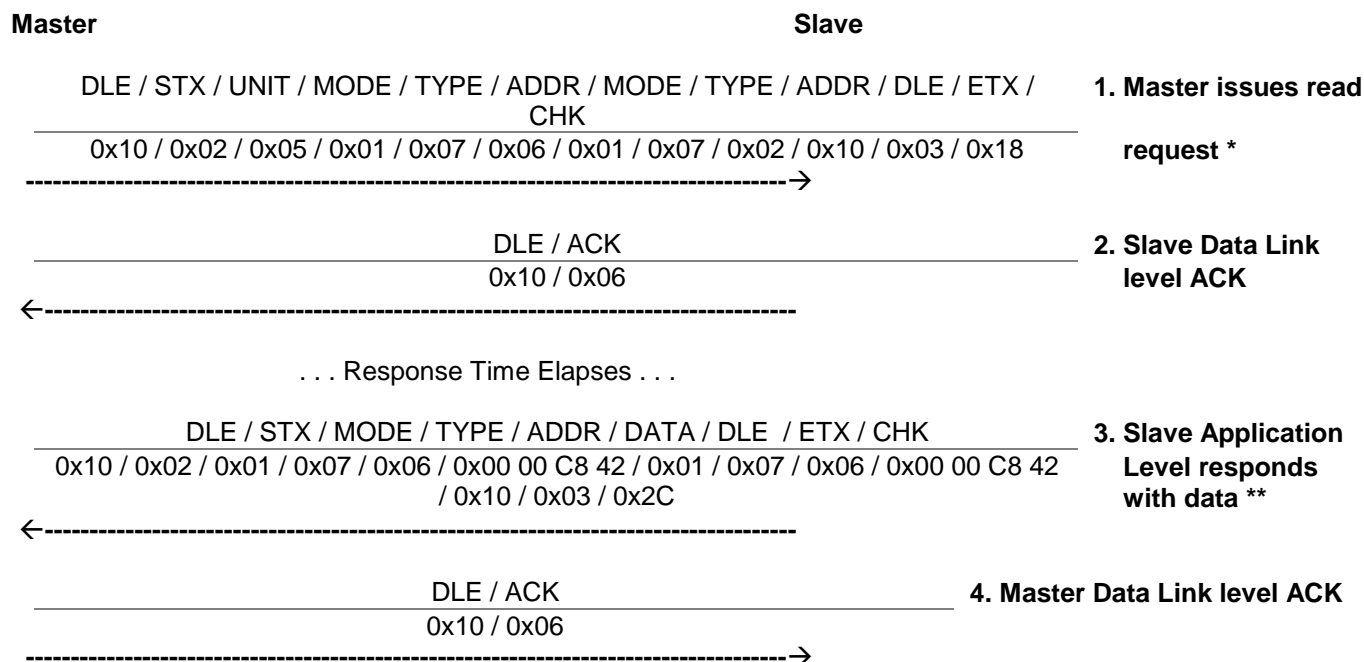 Master Slave
DLE / STX / UNIT / MODE / TYPE / ADDR / MODE / TYPE / ADDR / DLE / ETX / 1. Master issues read
CHK
0x10 / 0x02 / 0x05 / 0x01 / 0x07 / 0x06 / 0x01 / 0x07 / 0x02 / 0x10 / 0x03 / 0x18 request *
------------------------------------------------------------------------------------→
DLE / ACK 2. Slave Data Link
0x10 / 0x06 level ACK
←------------------------------------------------------------------------------------
. . . Response Time Elapses . . .
DLE / STX / MODE / TYPE / ADDR / DATA / DLE / ETX / CHK 3. Slave Application
0x10 / 0x02 / 0x01 / 0x07 / 0x06 / 0x00 00 C8 42 / 0x01 / 0x07 / 0x06 / 0x00 00 C8 42 Level responds
/ 0x10 / 0x03 / 0x2C with data **
←------------------------------------------------------------------------------------
DLE / ACK 4. Master Data Link level ACK
0x10 / 0x06
------------------------------------------------------------------------------------→